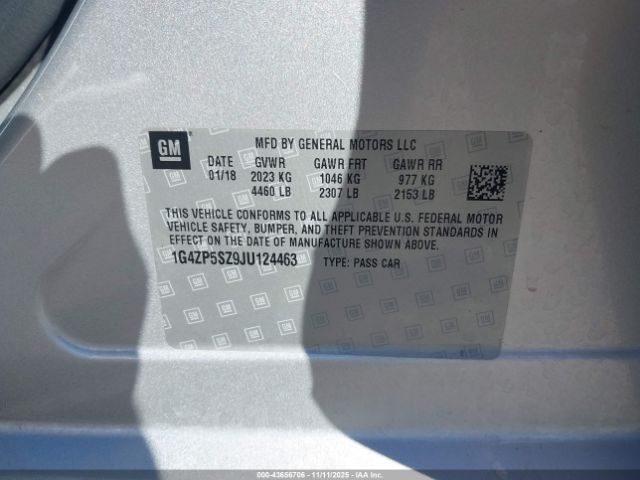 GM
MFD BY GENERAL MOTORS LLC
DATE GVWR GAWR FRT GAWR RR
01/18 2023 KG 1046 KG 977 KG
4460 LB 2307 LB 2153 LB
THIS VEHICLE CONFORMS TO ALL APPLICABLE U.S. FEDERAL MOTOR
VEHICLE SAFETY, BUMPER, AND THEFT PREVENTION STANDARDS IN
EFFECT ON THE DATE OF MANUFACTURE SHOWN ABOVE.
1G4ZP5SZ9JU124463 TYPE: PASS CAR
000-43656706 - 11/11/2025 - IAAI.COM